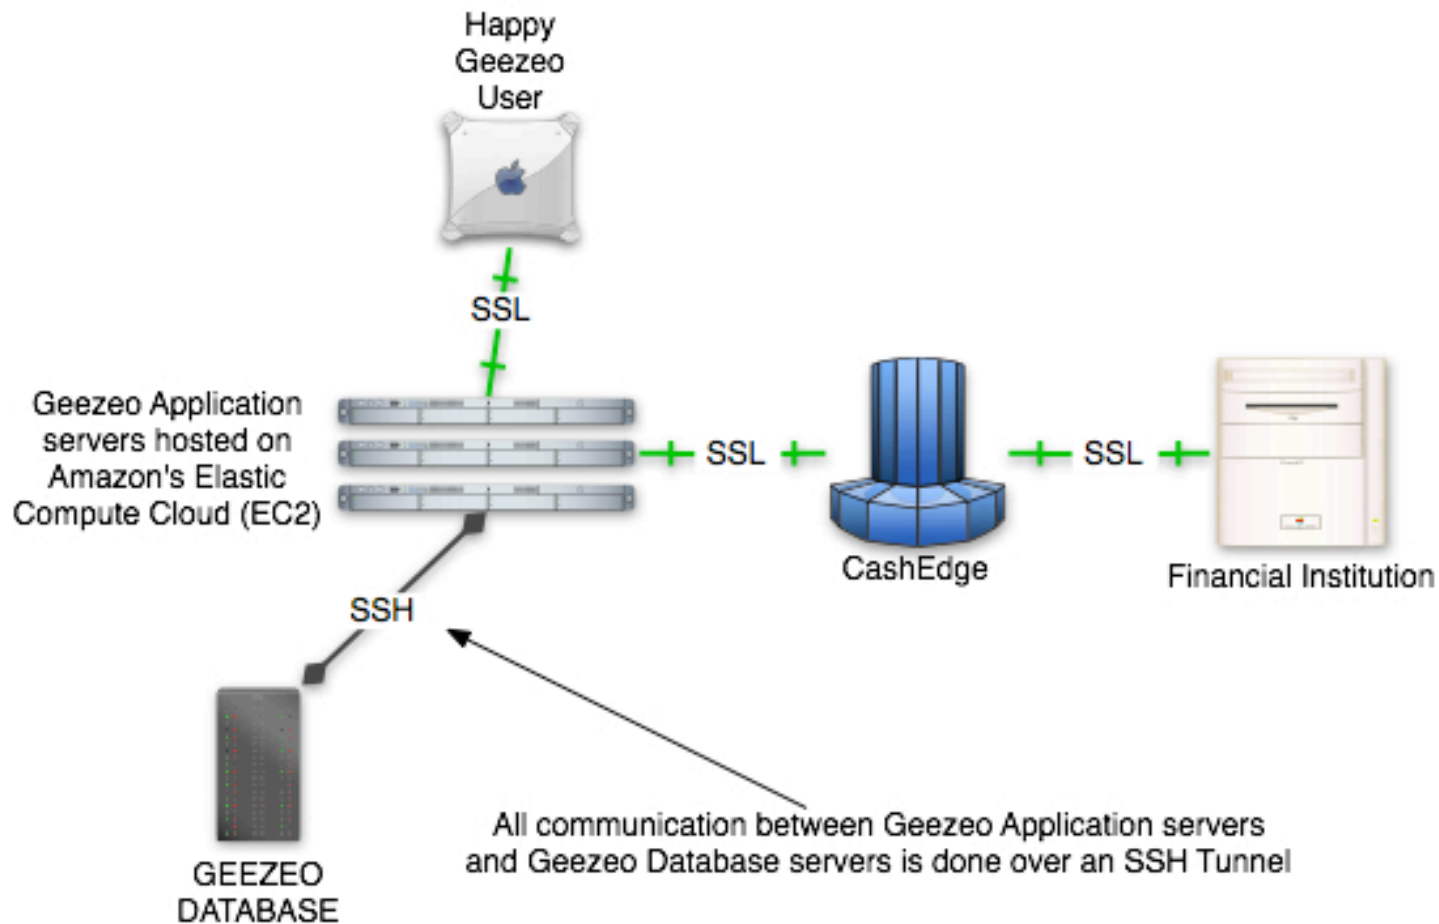 Happy
Geezeo
User
SSL
Geezeo Application
servers hosted on
Amazon's Elastic
Compute Cloud (EC2)
SSL
SSL
CashEdge
Financial Institution
SSH
All communication between Geezeo Application servers
and Geezeo Database servers is done over an SSH Tunnel
GEEZEO
DATABASE